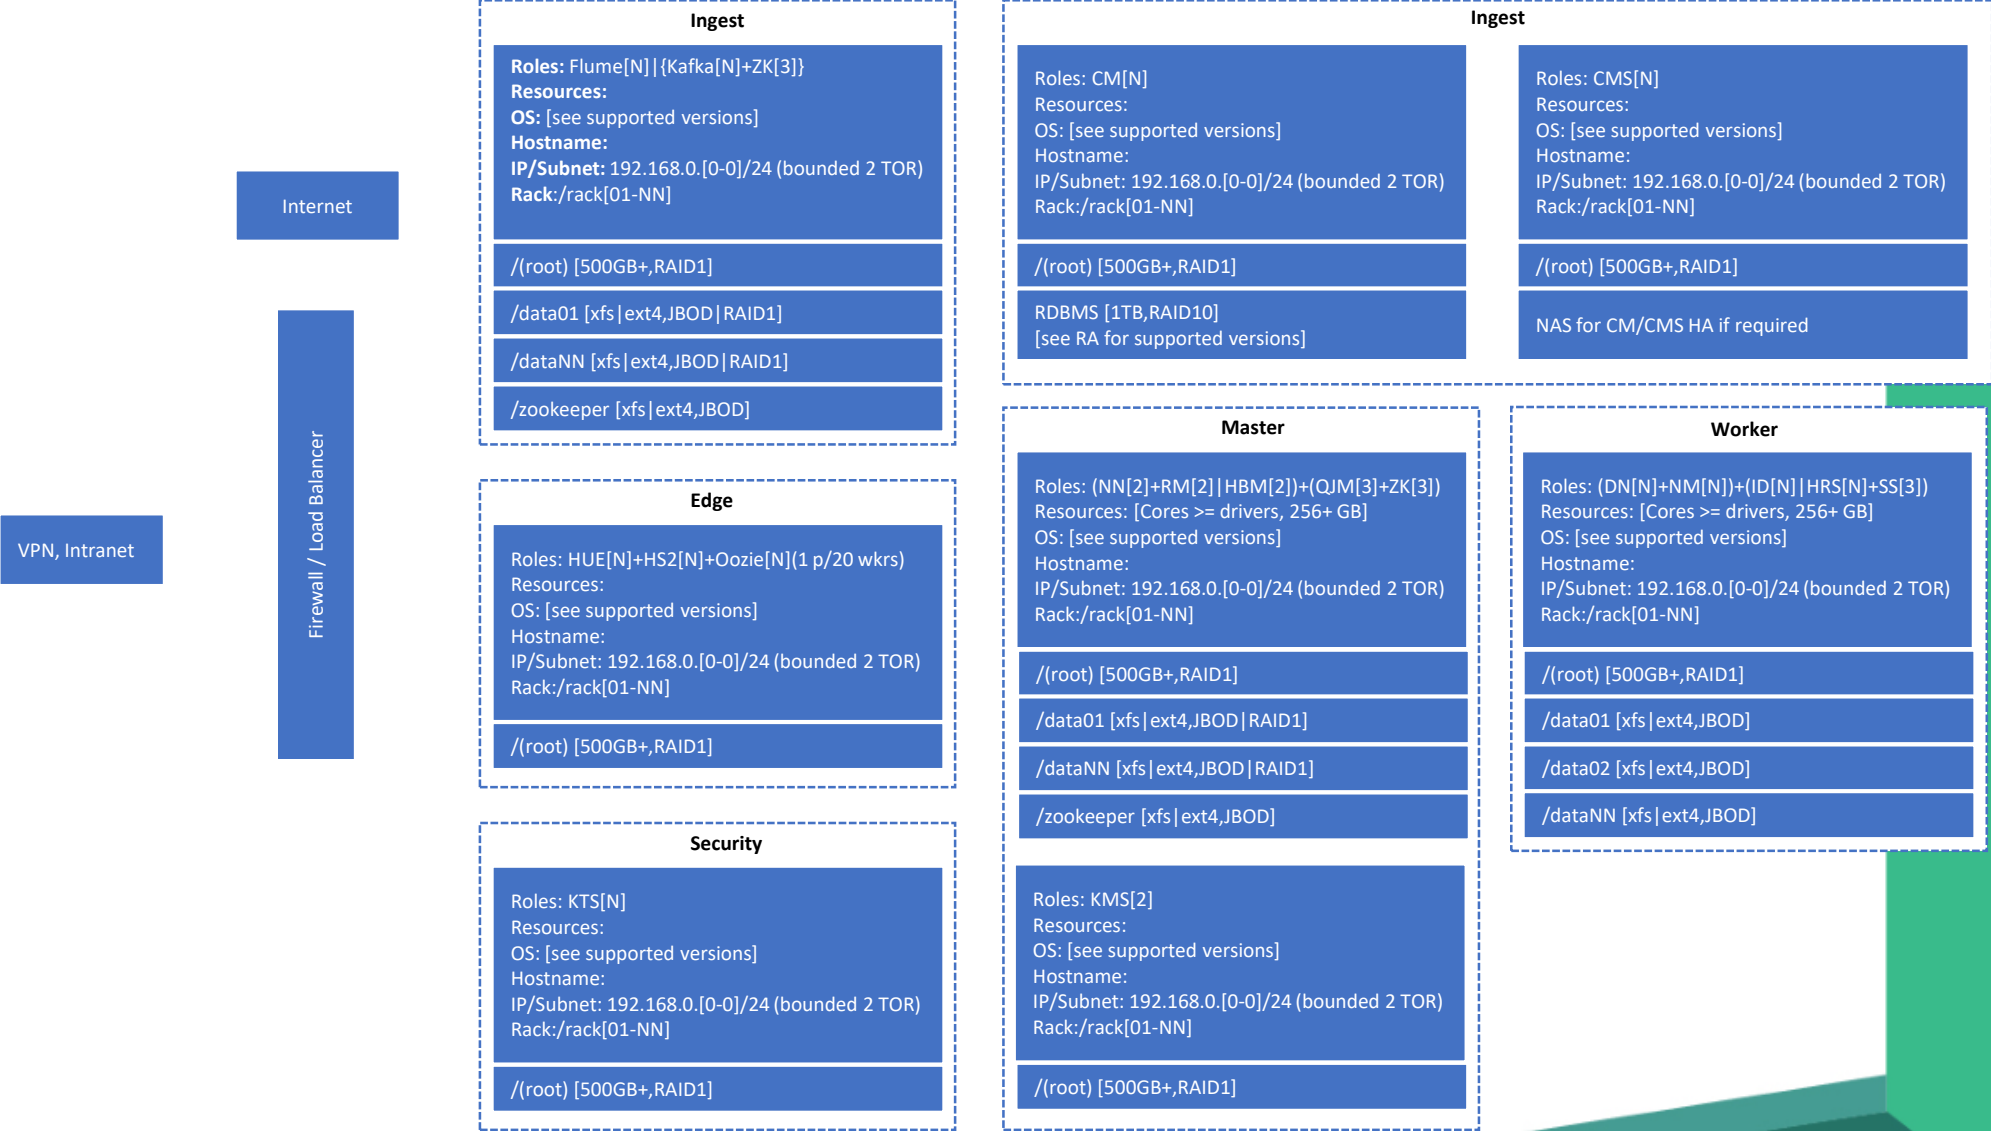 Internet
Firewall / Load Balancer
VPN, Intranet
Ingest
Roles: Flume[N]|{Kafka[N]+ZK[3]}
Resources:
OS: [see supported versions]
Hostname:
IP/Subnet: 192.168.0.[0-0]/24 (bounded 2 TOR)
Rack:/rack[01-NN]
/(root) [500GB+,RAID1]
/data01 [xfs|ext4,JBOD|RAID1]
/dataNN [xfs|ext4,JBOD|RAID1]
/zookeeper [xfs|ext4,JBOD]
Edge
Roles: HUE[N]+HS2[N]+Oozie[N](1 p/20 wkrs)
Resources:
OS: [see supported versions]
Hostname:
IP/Subnet: 192.168.0.[0-0]/24 (bounded 2 TOR)
Rack:/rack[01-NN]
/(root) [500GB+,RAID1]
Security
Roles: KTS[N]
Resources:
OS: [see supported versions]
Hostname:
IP/Subnet: 192.168.0.[0-0]/24 (bounded 2 TOR)
Rack:/rack[01-NN]
/(root) [500GB+,RAID1]
Ingest
Roles: CM[N]
Resources:
OS: [see supported versions]
Hostname:
IP/Subnet: 192.168.0.[0-0]/24 (bounded 2 TOR)
Rack:/rack[01-NN]
/(root) [500GB+,RAID1]
RDBMS [1TB,RAID10]
[see RA for supported versions]
Roles: CMS[N]
Resources:
OS: [see supported versions]
Hostname:
IP/Subnet: 192.168.0.[0-0]/24 (bounded 2 TOR)
Rack:/rack[01-NN]
/(root) [500GB+,RAID1]
NAS for CM/CMS HA if required
Master
Roles: (NN[2]+RM[2]|HBM[2])+(QJM[3]+ZK[3])
Resources: [Cores >= drivers, 256+ GB]
OS: [see supported versions]
Hostname:
IP/Subnet: 192.168.0.[0-0]/24 (bounded 2 TOR)
Rack:/rack[01-NN]
/(root) [500GB+,RAID1]
/data01 [xfs|ext4,JBOD|RAID1]
/dataNN [xfs|ext4,JBOD|RAID1]
/zookeeper [xfs|ext4,JBOD]
Roles: KMS[2]
Resources:
OS: [see supported versions]
Hostname:
IP/Subnet: 192.168.0.[0-0]/24 (bounded 2 TOR)
Rack:/rack[01-NN]
/(root) [500GB+,RAID1]
Worker
Roles: (DN[N]+NM[N])+(ID[N]|HRS[N]+SS[3])
Resources: [Cores >= drivers, 256+ GB]
OS: [see supported versions]
Hostname:
IP/Subnet: 192.168.0.[0-0]/24 (bounded 2 TOR)
Rack:/rack[01-NN]
/(root) [500GB+,RAID1]
/data01 [xfs|ext4,JBOD]
/data02 [xfs|ext4,JBOD]
/dataNN [xfs|ext4,JBOD]